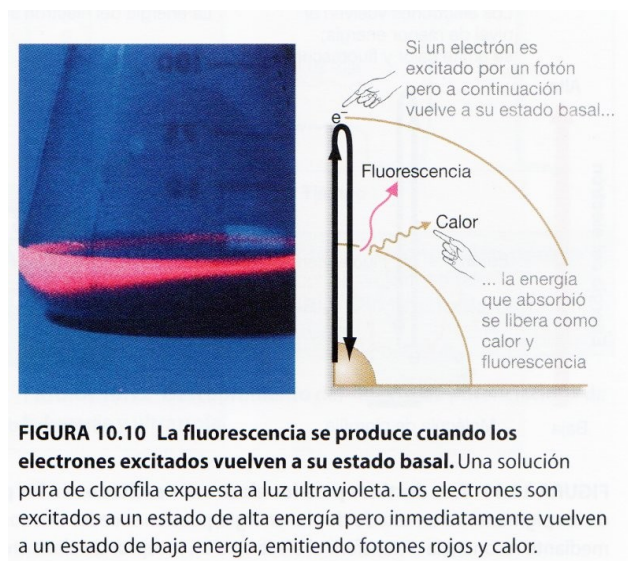 Si un electrón es
excitado por un fotón
pero a continuación
vuelve a su estado basal...
e⁻
Fluorescencia
Calor
... la energía
que absorbió
se libera como
calor y
fluorescencia
FIGURA 10.10 La fluorescencia se produce cuando los
electrones excitados vuelven a su estado basal. Una solución
pura de clorofila expuesta a luz ultravioleta. Los electrones son
excitados a un estado de alta energía pero inmediatamente vuelven
a un estado de baja energía, emitiendo fotones rojos y calor.